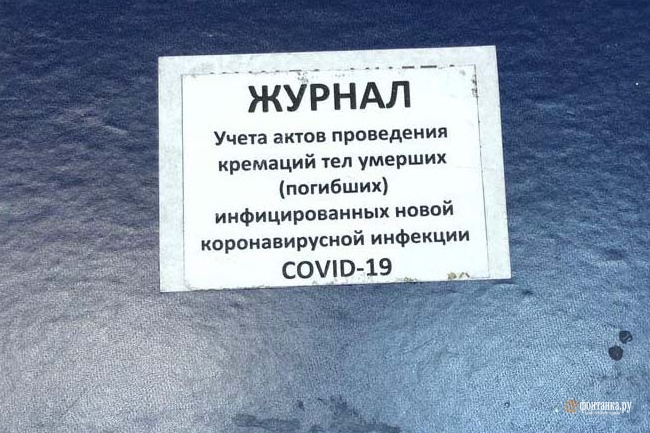 ЖУРНАЛ
Учета актов проведения
кремаций тел умерших
(погибших)
инфицированных новой
коронавирусной инфекции
COVID-19
фонтанка.ру